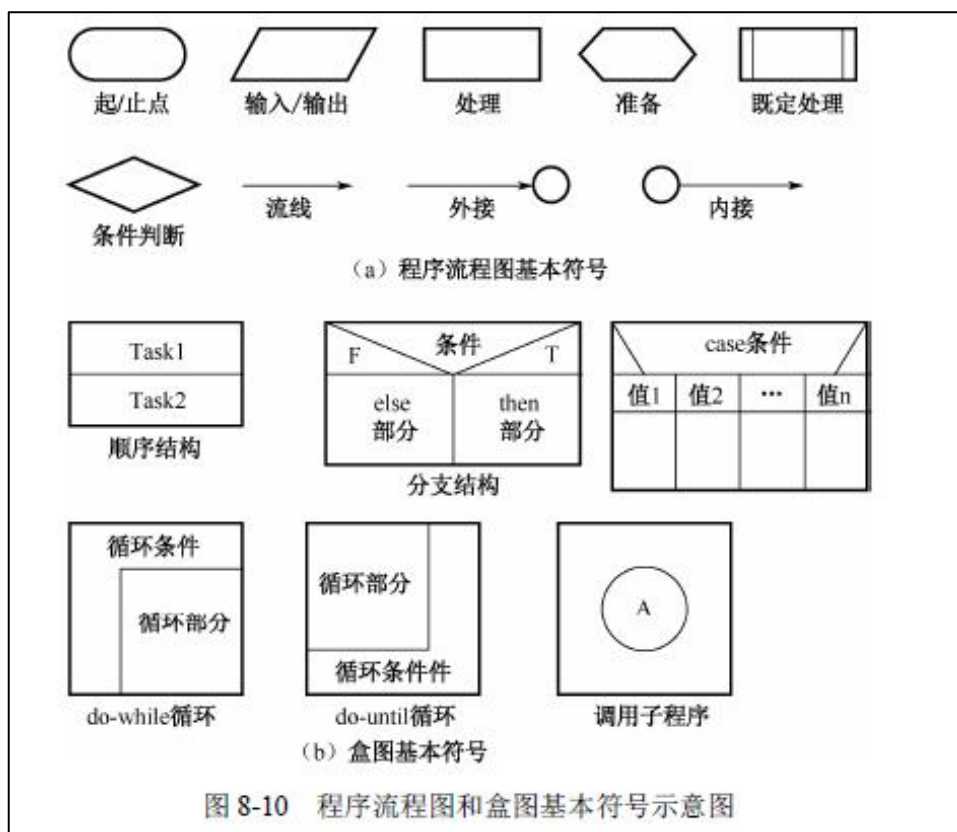 起/止点 输入/输出 处理 准备 既定处理
条件判断 流线 外接 内接
（a）程序流程图基本符号
Task1
Task2
顺序结构
条件
F T
else
部分
then
部分
分支结构
case条件
值1 值2 … 值n
循环条件
循环部分
do-while循环
循环部分
循环条件件
do-until循环
A
调用子程序
（b）盒图基本符号
图 8-10 程序流程图和盒图基本符号示意图